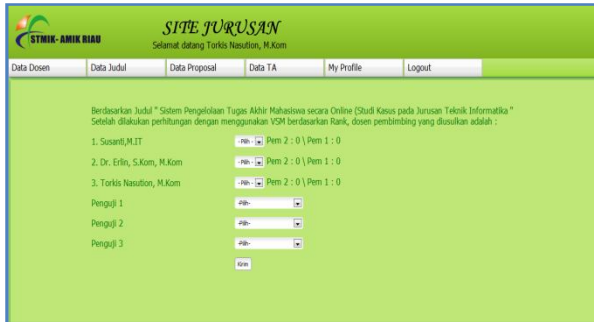 STMIK- AMIK RIAU
SITE JURUSAN
Selamat datang Torkis Nasution, M.Kom
Data Dosen Data Judul Data Proposal Data TA My Profile Logout
Berdasarkan Judul " Sistem Pengelolaan Tugas Akhir Mahasiswa secara Online (Studi Kasus pada Jurusan Teknik Informatika "
Setelah dilakukan perhitungan dengan menggunakan VSM berdasarkan Rank, dosen pembimbing yang diusulkan adalah :
1. Susanti,M.IT - Pilih - Pem 2 : 0 \ Pem 1 : 0
2. Dr. Erlin, S.Kom, M.Kom - Pilih - Pem 2 : 0 \ Pem 1 : 0
3. Torkis Nasution, M.Kom - Pilih - Pem 2 : 0 \ Pem 1 : 0
Penguji 1 -Pilih-
Penguji 2 -Pilih-
Penguji 3 -Pilih-
Kirim